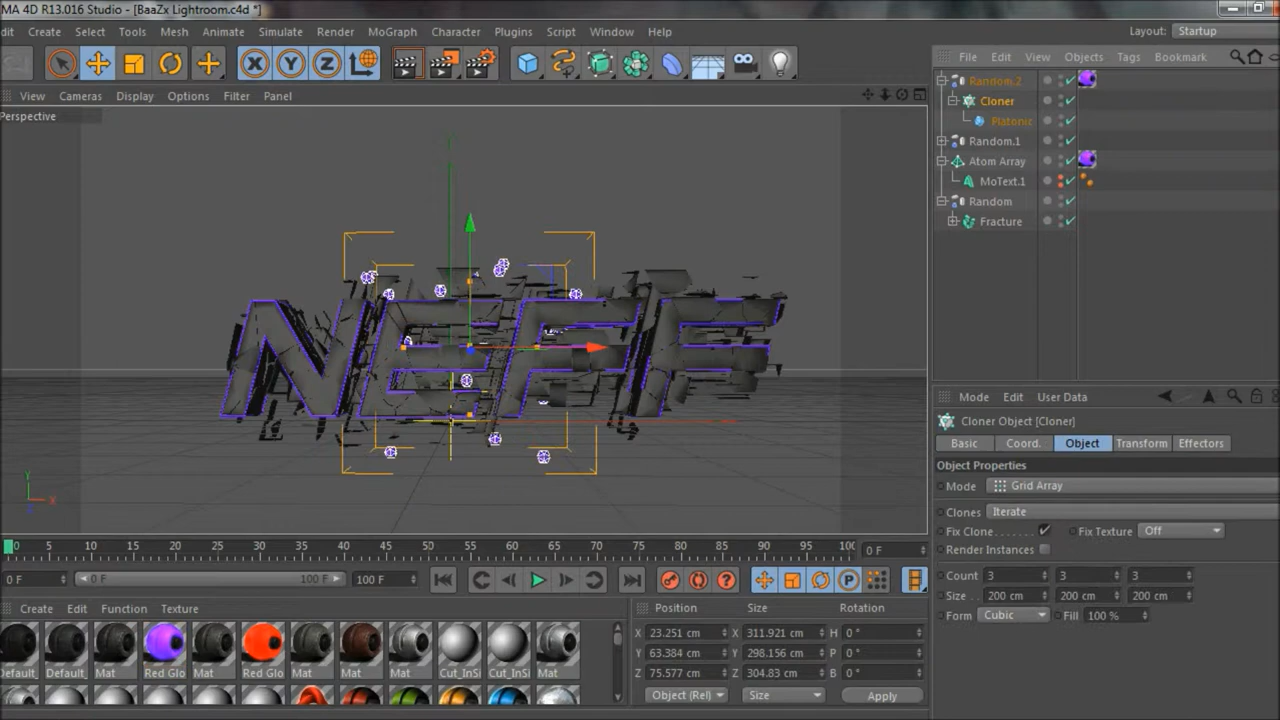 MA 4D R13.016 Studio - [BaaZx Lightroom.c4d *]
dit Create Select Tools Mesh Animate Simulate Render MoGraph Character Plugins Script Window Help
Layout: Startup
X Y Z
File Edit View Objects Tags Bookmark
View Cameras Display Options Filter Panel
Perspective
Random.2
Cloner
Platonic
Random.1
Atom Array
MoText.1
Random
Fracture
NEFF
Y
X
Mode Edit User Data
Cloner Object [Cloner]
Basic Coord. Object Transform Effectors
Object Properties
Mode Grid Array
Clones Iterate
Fix Clone Fix Texture Off
Render Instances
Count 3 3 3
Size 200 cm 200 cm 200 cm
Form Cubic Fill 100 %
0 5 10 15 20 25 30 35 40 45 50 55 60 65 70 75 80 85 90 95 100 0 F
0 F 0 F 100 F 100 F
P
Create Edit Function Texture
Default_ Default_ Mat Red Glo Mat Red Glo Mat Mat Mat Cut_InSi Cut_InSi Mat
Position Size Rotation
X 23.251 cm X 311.921 cm H 0 °
Y 63.384 cm Y 298.156 cm P 0 °
Z 75.577 cm Z 304.83 cm B 0 °
Object (Rel) Size Apply